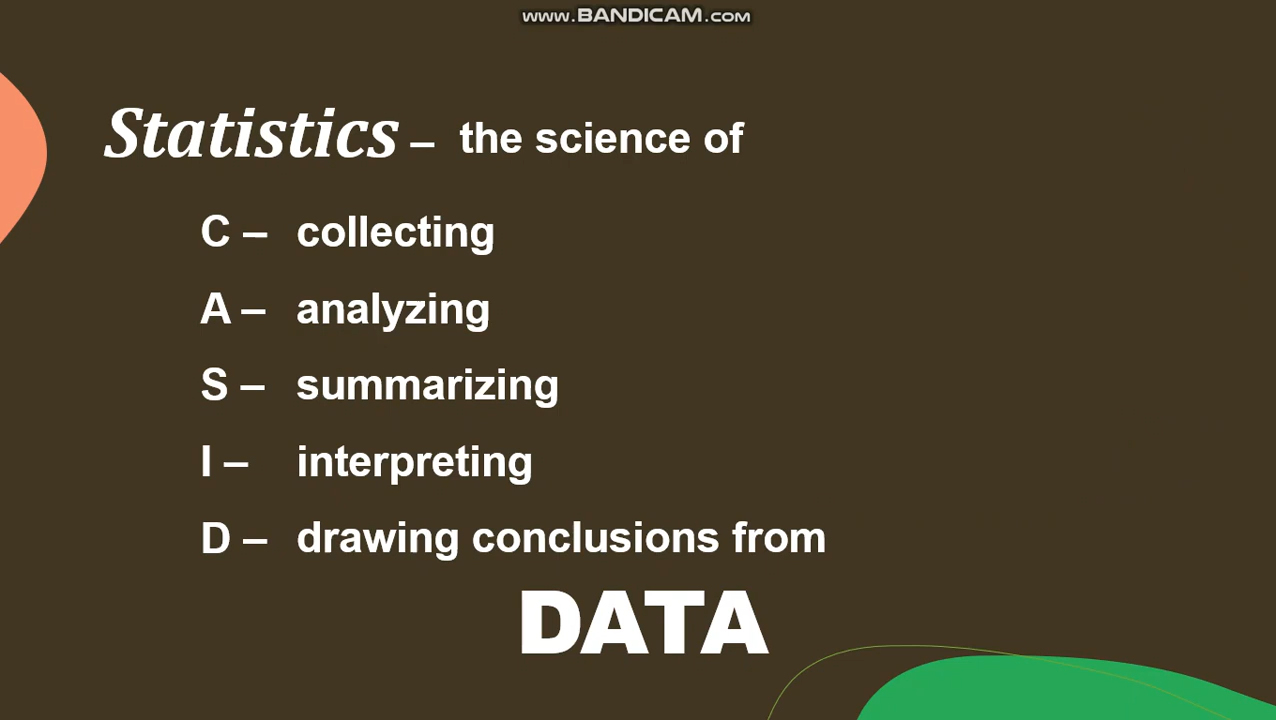 www.BANDICAM.com
Statistics – the science of
C – collecting
A – analyzing
S – summarizing
I – interpreting
D – drawing conclusions from
DATA